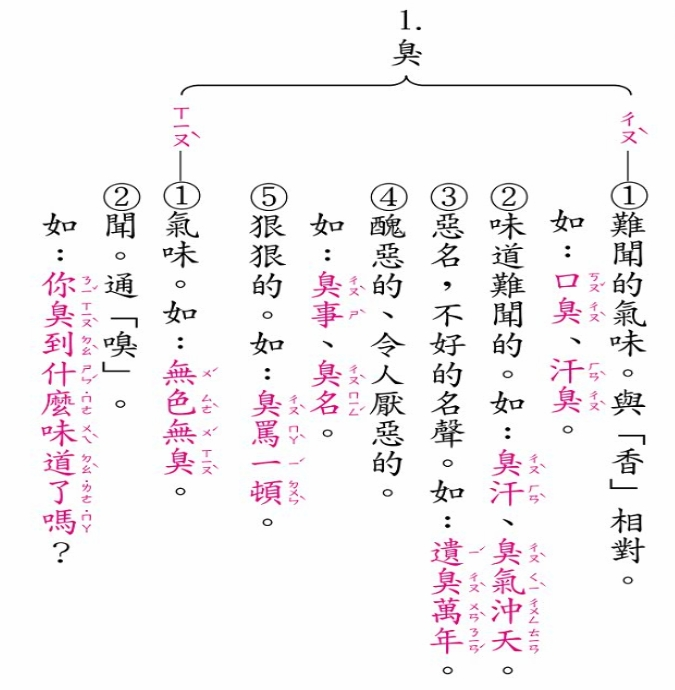 1.
臭
ㄔㄡˋ
①難聞的氣味。與「香」相對。
如：口臭、汗臭。
②味道難聞的。如：臭汗、臭氣沖天。
③惡名，不好的名聲。如：遺臭萬年。
④醜惡的、令人厭惡的。
如：臭事、臭名。
⑤狠狠的。如：臭罵一頓。
ㄒㄧㄡˋ
①氣味。如：無色無臭。
②聞。通「嗅」。
如：你臭到什麼味道了嗎？